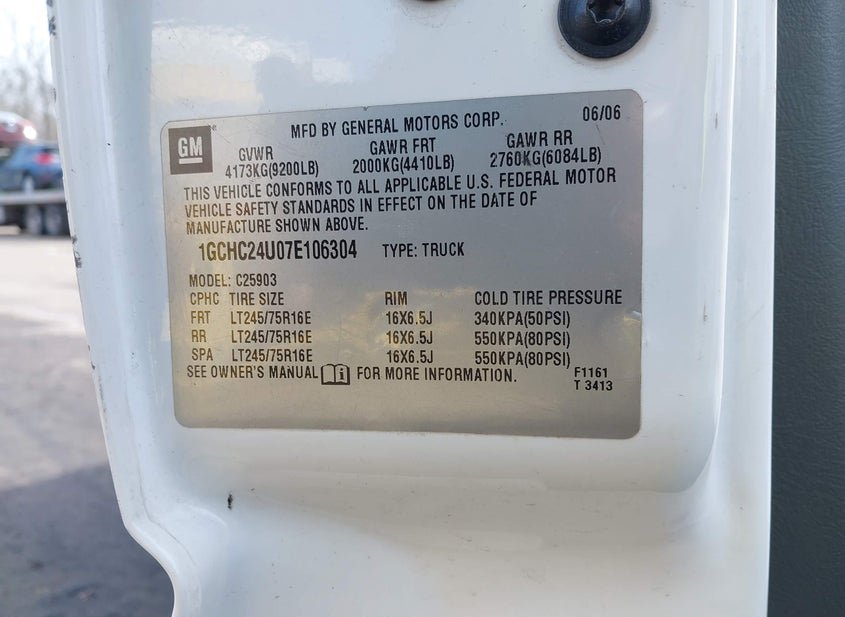 MFD BY GENERAL MOTORS CORP. 06/06
GM
GVWR GAWR FRT GAWR RR
4173KG(9200LB) 2000KG(4410LB) 2760KG(6084LB)
THIS VEHICLE CONFORMS TO ALL APPLICABLE U.S. FEDERAL MOTOR
VEHICLE SAFETY STANDARDS IN EFFECT ON THE DATE OF
MANUFACTURE SHOWN ABOVE.
1GCHC24U07E106304 TYPE: TRUCK
MODEL: C25903
CPHC TIRE SIZE RIM COLD TIRE PRESSURE
FRT LT245/75R16E 16X6.5J 340KPA(50PSI)
RR LT245/75R16E 16X6.5J 550KPA(80PSI)
SPA LT245/75R16E 16X6.5J 550KPA(80PSI)
SEE OWNER'S MANUAL i FOR MORE INFORMATION. F1161
T 3413